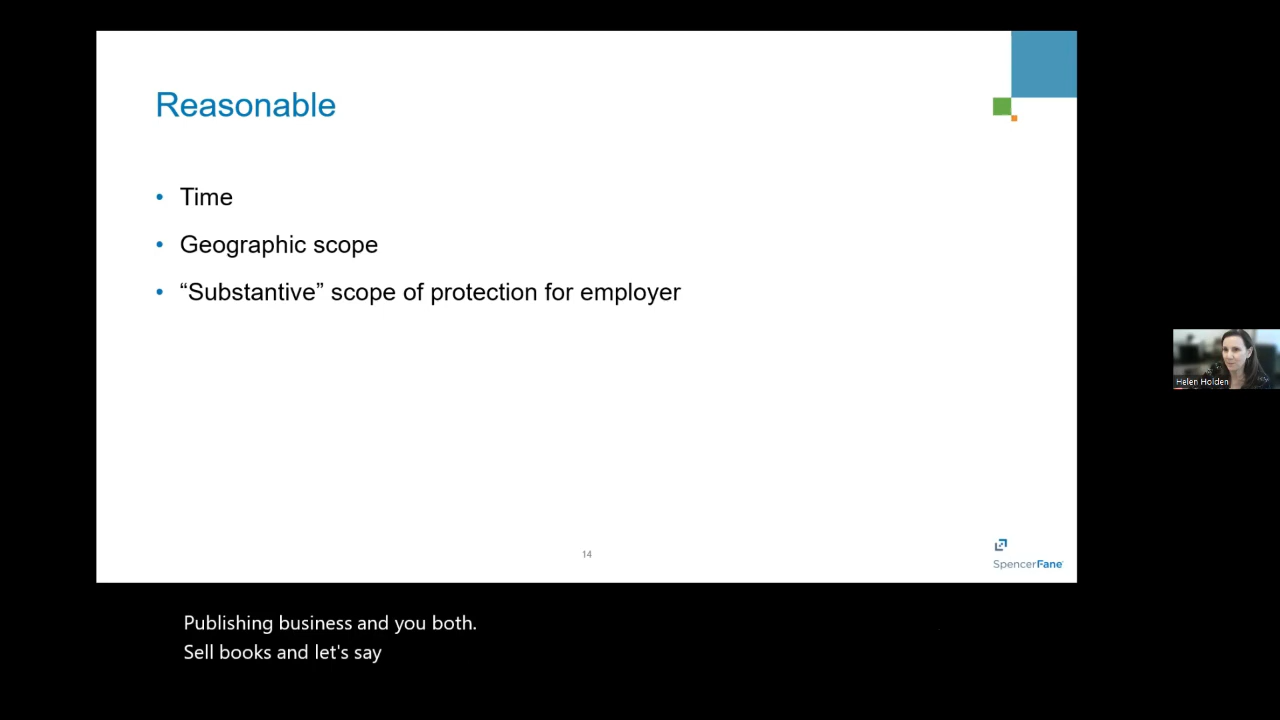 Reasonable
• Time
• Geographic scope
• “Substantive” scope of protection for employer
Helen Holden
14
SpencerFane
Publishing business and you both.
Sell books and let's say